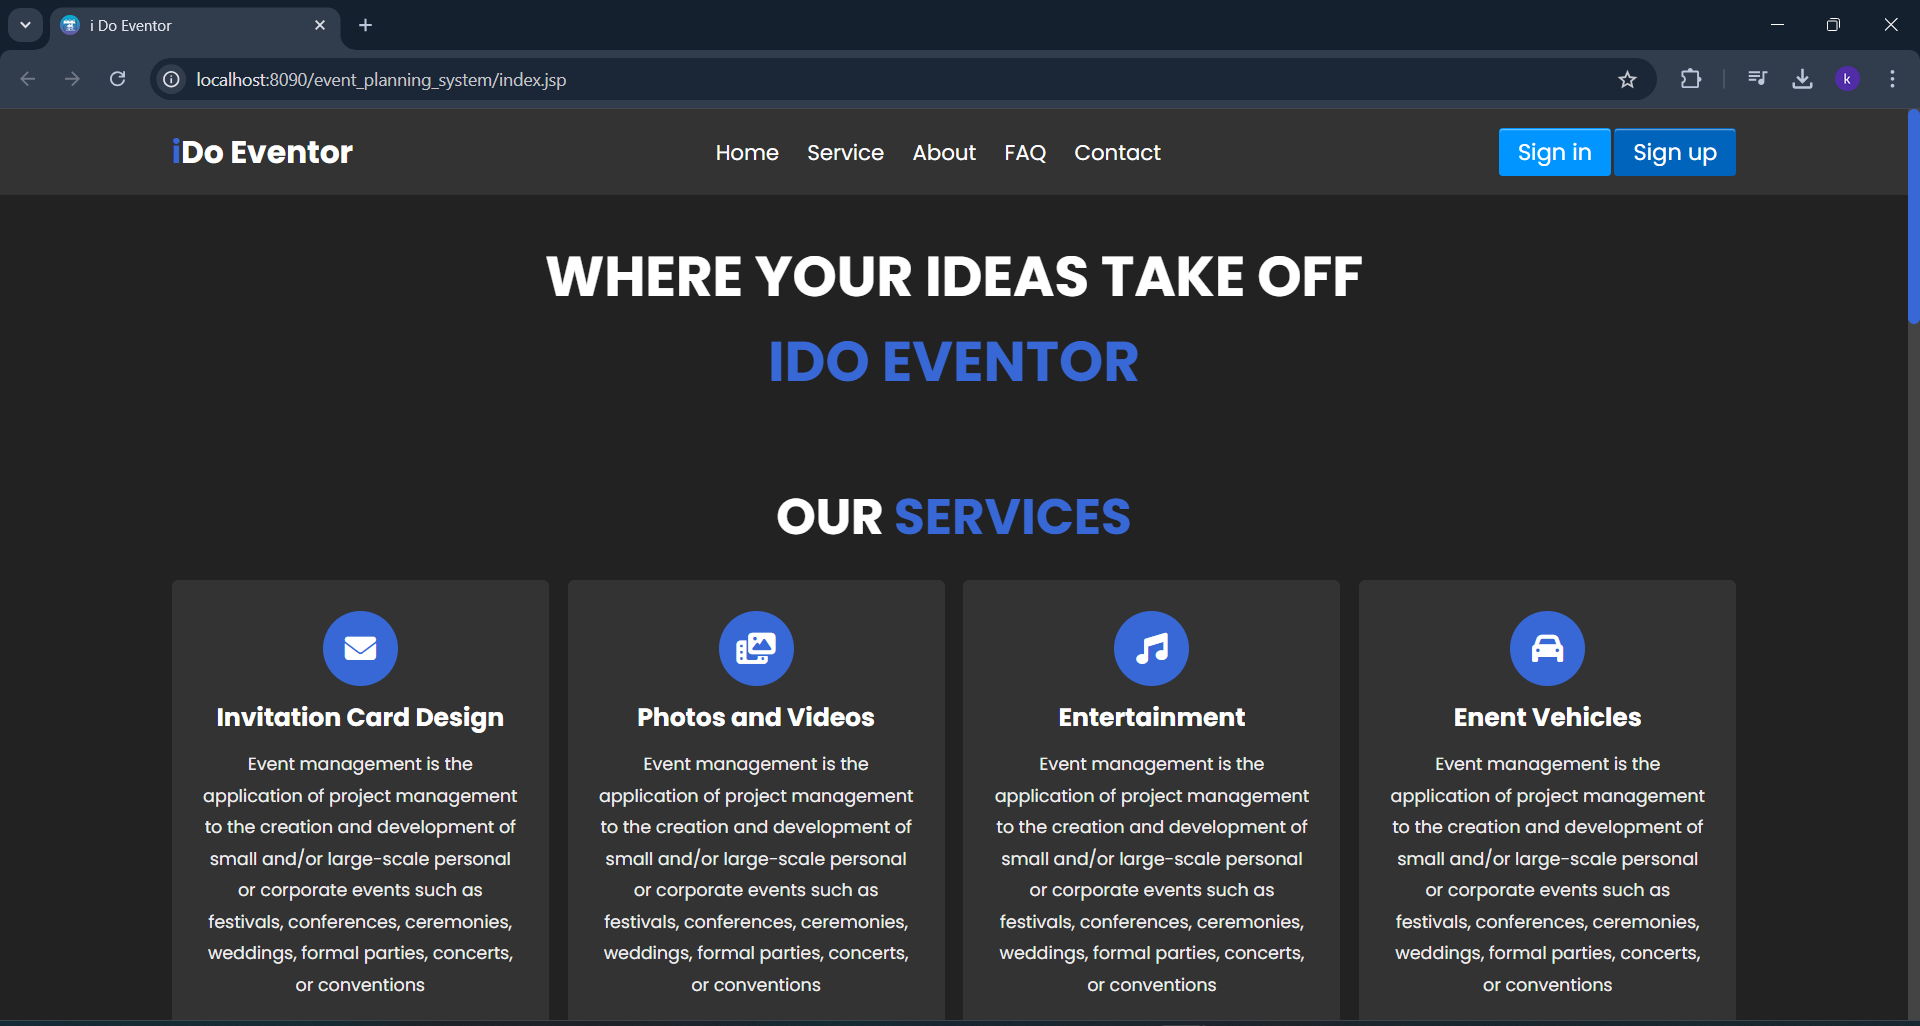 i Do Eventor
localhost:8090/event_planning_system/index.jsp
k
iDo Eventor
Home Service About FAQ Contact
Sign in Sign up
WHERE YOUR IDEAS TAKE OFF
IDO EVENTOR
OUR SERVICES
Invitation Card Design
Event management is the
application of project management
to the creation and development of
small and/or large-scale personal
or corporate events such as
festivals, conferences, ceremonies,
weddings, formal parties, concerts,
or conventions
Photos and Videos
Event management is the
application of project management
to the creation and development of
small and/or large-scale personal
or corporate events such as
festivals, conferences, ceremonies,
weddings, formal parties, concerts,
or conventions
Entertainment
Event management is the
application of project management
to the creation and development of
small and/or large-scale personal
or corporate events such as
festivals, conferences, ceremonies,
weddings, formal parties, concerts,
or conventions
Enent Vehicles
Event management is the
application of project management
to the creation and development of
small and/or large-scale personal
or corporate events such as
festivals, conferences, ceremonies,
weddings, formal parties, concerts,
or conventions